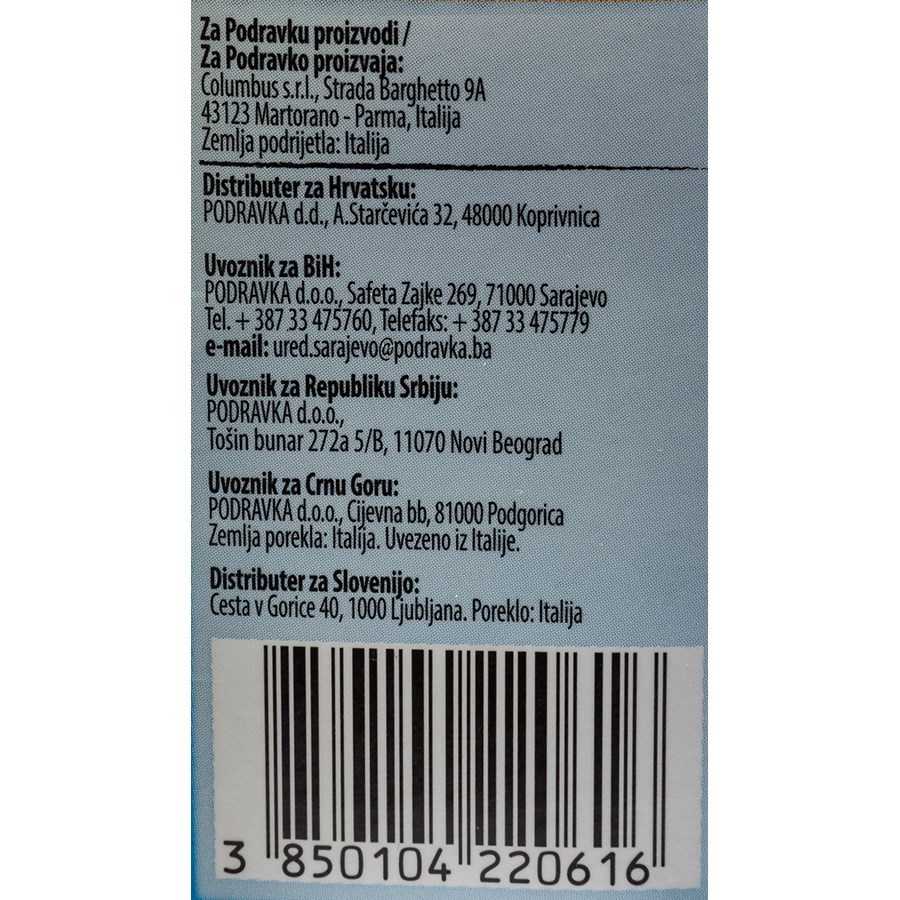 Za Podravku proizvodi /
Za Podravko proizvaja:
Columbus s.r.l., Strada Barghetto 9A
43123 Martorano - Parma, Italija
Zemlja podrijetla: Italija
Distributer za Hrvatsku:
PODRAVKA d.d., A.Starčevića 32, 48000 Koprivnica
Uvoznik za BiH:
PODRAVKA d.o.o., Safeta Zajke 269, 71000 Sarajevo
Tel. + 387 33 475760, Telefaks: + 387 33 475779
e-mail: ured.sarajevo@podravka.ba
Uvoznik za Republiku Srbiju:
PODRAVKA d.o.o.,
Tošin bunar 272a 5/B, 11070 Novi Beograd
Uvoznik za Crnu Goru:
PODRAVKA d.o.o., Cijevna bb, 81000 Podgorica
Zemlja porekla: Italija. Uvezeno iz Italije.
Distributer za Slovenijo:
Cesta v Gorice 40, 1000 Ljubljana. Poreklo: Italija
3 850104 220616